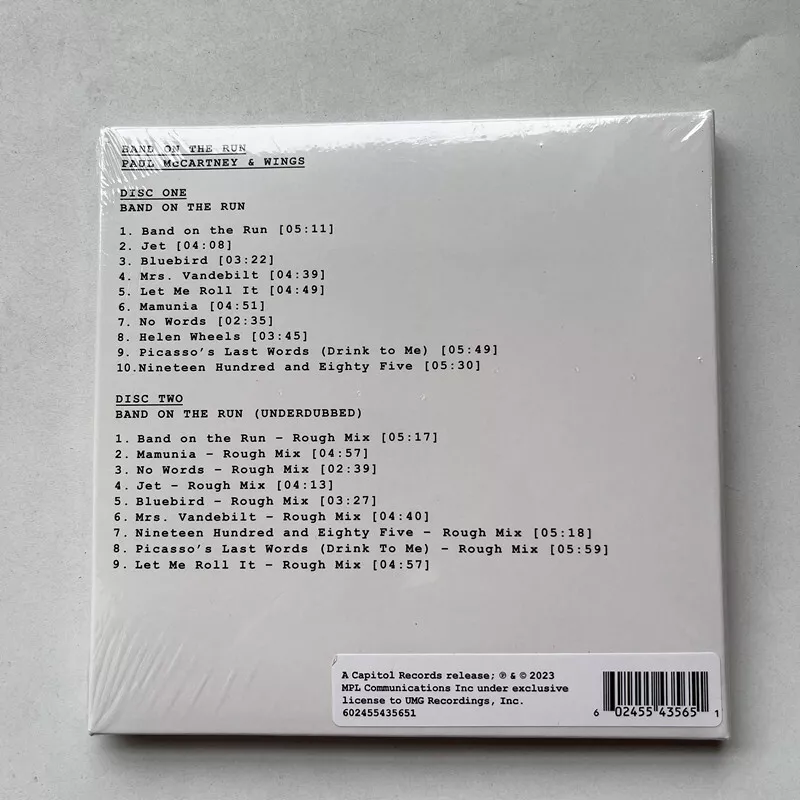 BAND ON THE RUN
PAUL McCARTNEY & WINGS
DISC ONE
BAND ON THE RUN
1. Band on the Run [05:11]
2. Jet [04:08]
3. Bluebird [03:22]
4. Mrs. Vandebilt [04:39]
5. Let Me Roll It [04:49]
6. Mamunia [04:51]
7. No Words [02:35]
8. Helen Wheels [03:45]
9. Picasso's Last Words (Drink to Me) [05:49]
10.Nineteen Hundred and Eighty Five [05:30]
DISC TWO
BAND ON THE RUN (UNDERDUBBED)
1. Band on the Run – Rough Mix [05:17]
2. Mamunia – Rough Mix [04:57]
3. No Words – Rough Mix [02:39]
4. Jet – Rough Mix [04:13]
5. Bluebird – Rough Mix [03:27]
6. Mrs. Vandebilt – Rough Mix [04:40]
7. Nineteen Hundred and Eighty Five – Rough Mix [05:18]
8. Picasso's Last Words (Drink To Me) – Rough Mix [05:59]
9. Let Me Roll It – Rough Mix [04:57]
A Capitol Records release; ℗ & © 2023
MPL Communications Inc under exclusive
license to UMG Recordings, Inc.
602455435651
6 02455 43565 1